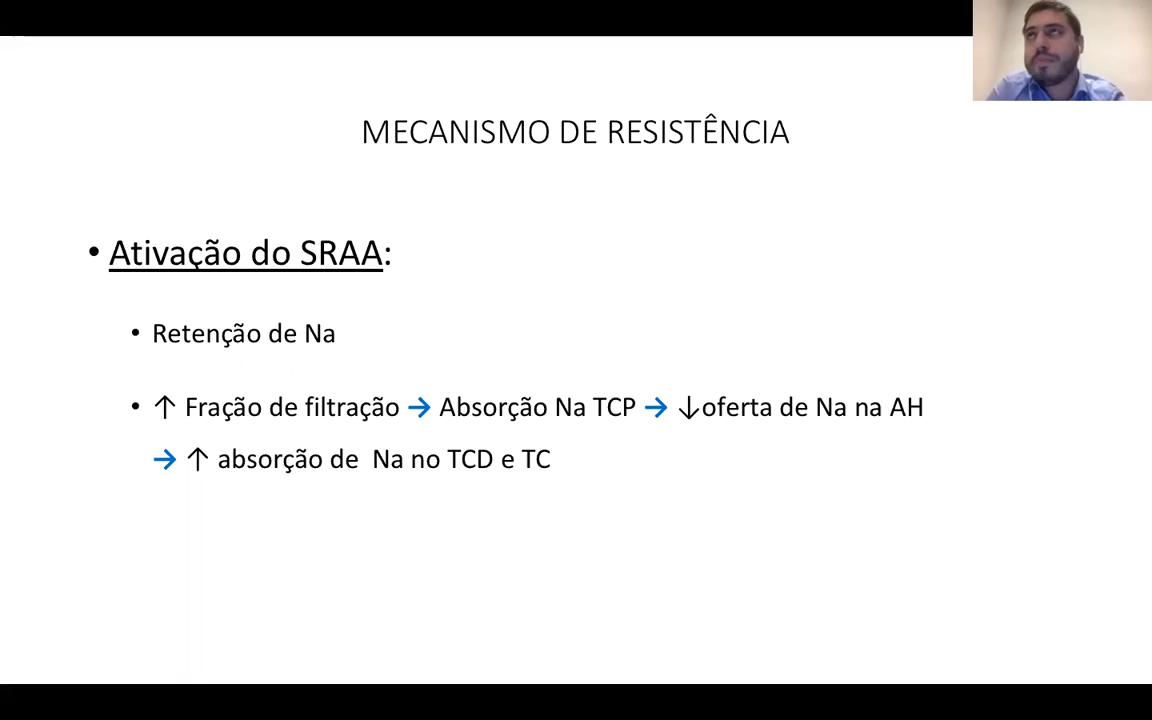 MECANISMO DE RESISTÊNCIA
• Ativação do SRAA:
• Retenção de Na
• ↑ Fração de filtração → Absorção Na TCP → ↓oferta de Na na AH
→ ↑ absorção de Na no TCD e TC